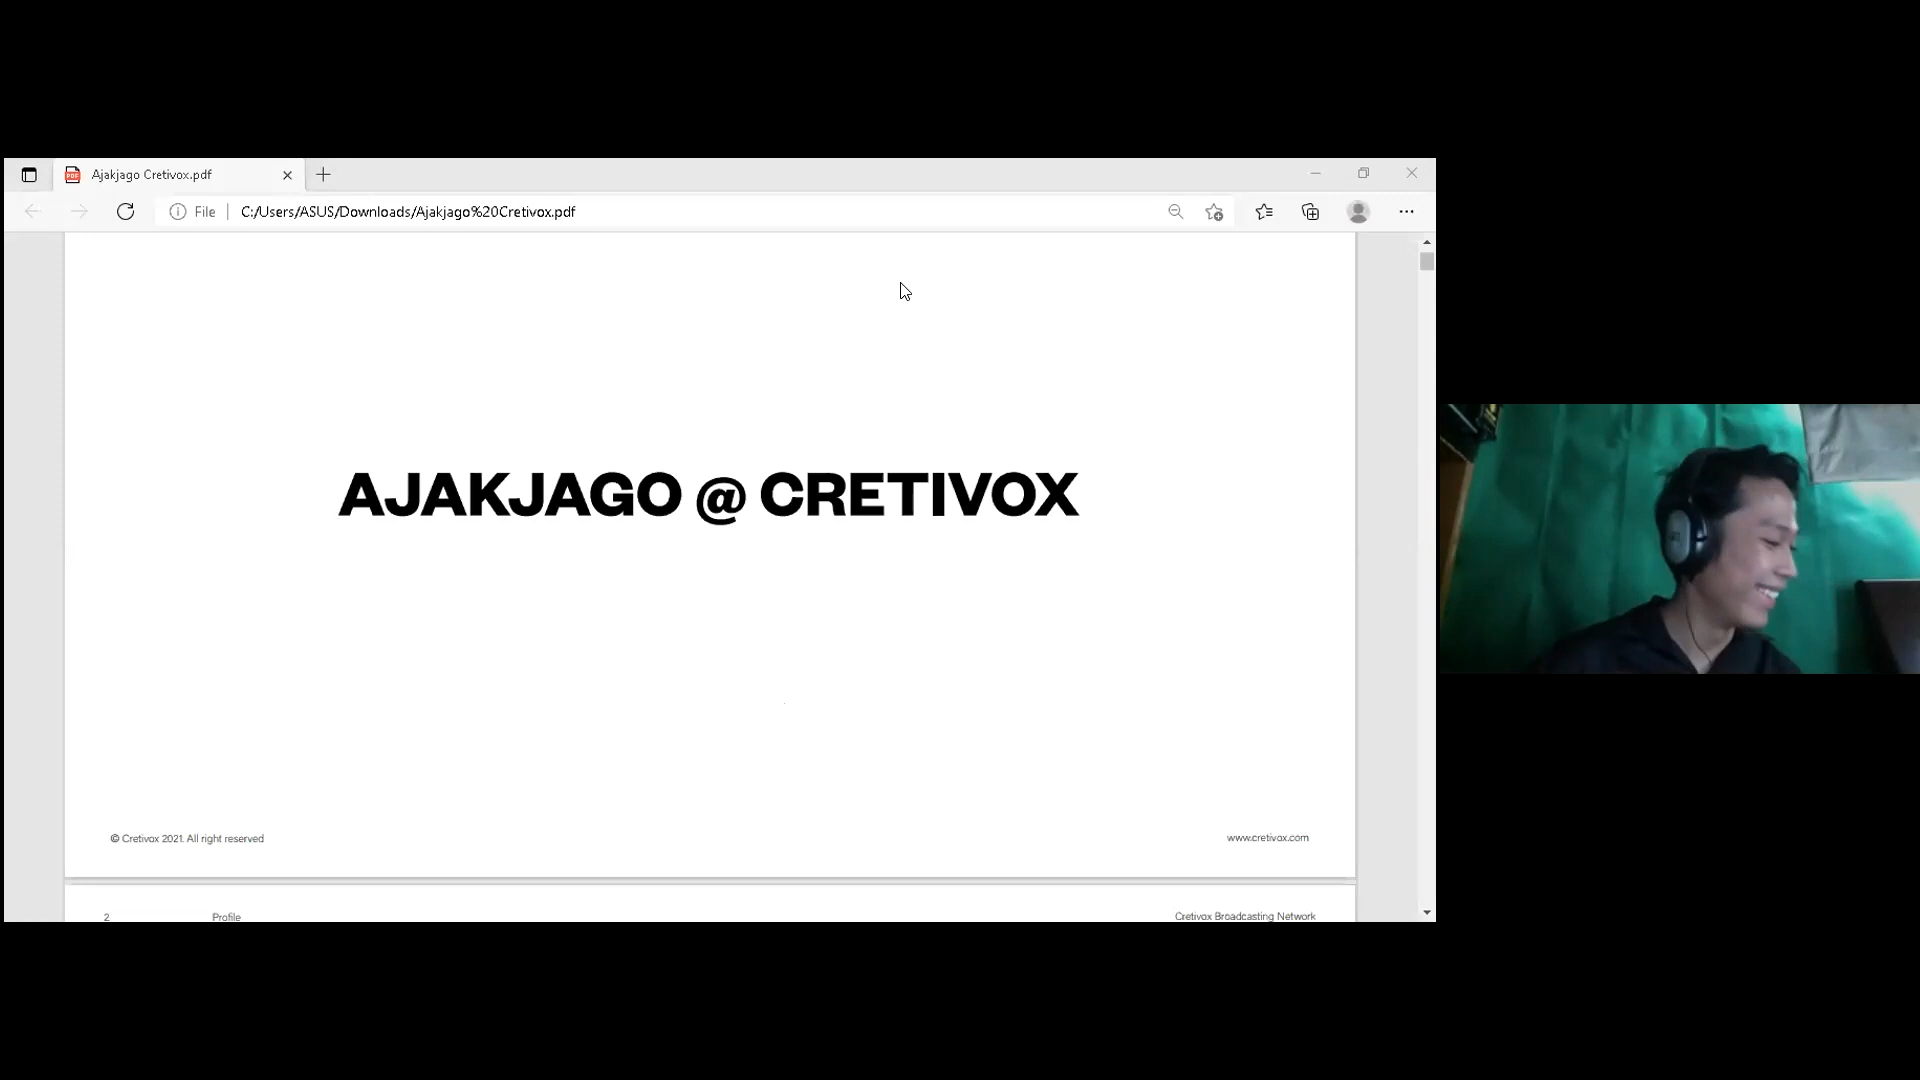 Ajakjago Cretivox.pdf
File
C:/Users/ASUS/Downloads/Ajakjago%20Cretivox.pdf
AJAKJAGO @ CRETIVOX
© Cretivox 2021. All right reserved
www.cretivox.com
2
Profile
Cretivox Broadcasting Network